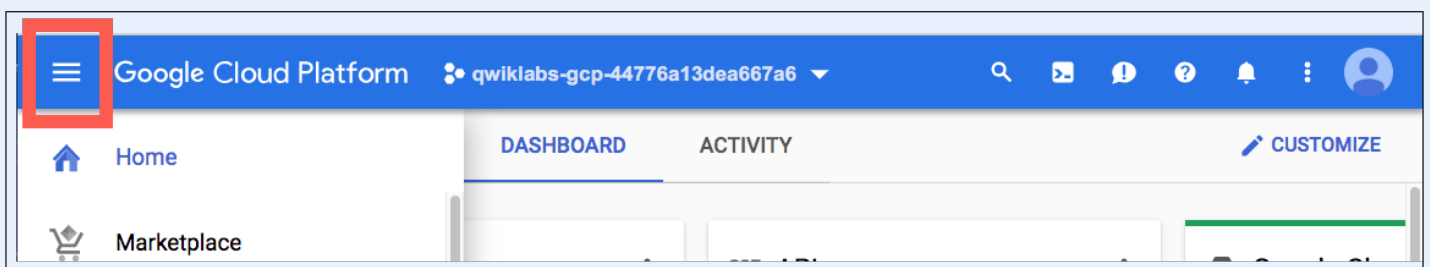 Google Cloud Platform qwiklabs-gcp-44776a13dea667a6
Home DASHBOARD ACTIVITY CUSTOMIZE
Marketplace